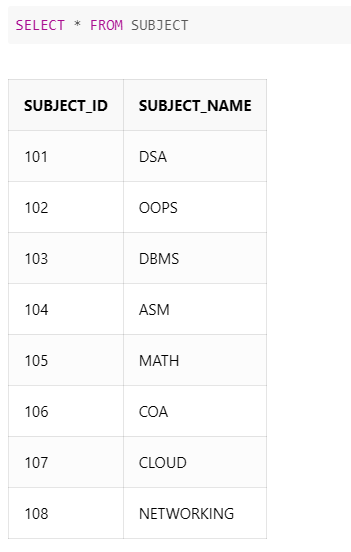 SELECT * FROM SUBJECT
SUBJECT_ID SUBJECT_NAME
101 DSA
102 OOPS
103 DBMS
104 ASM
105 MATH
106 COA
107 CLOUD
108 NETWORKING